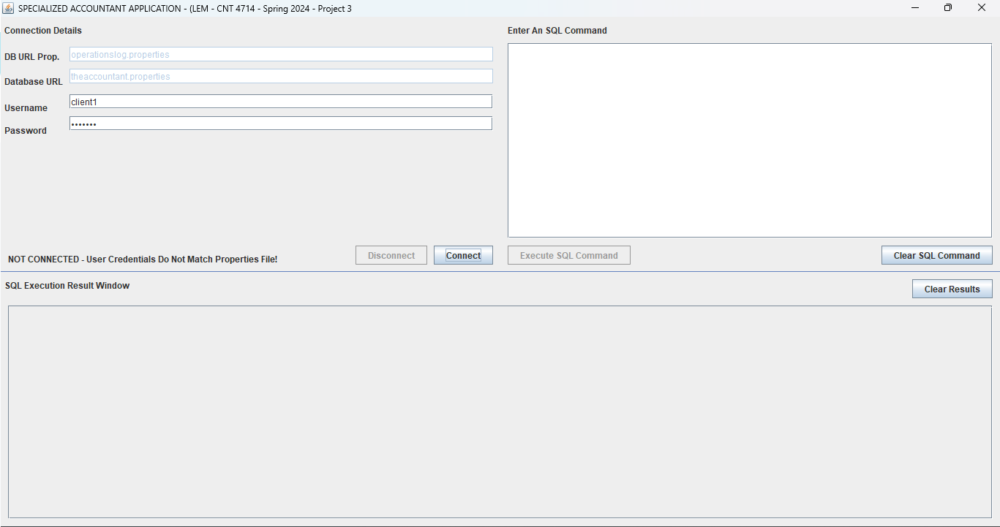 SPECIALIZED ACCOUNTANT APPLICATION - (LEM - CNT 4714 - Spring 2024 - Project 3
Connection Details
DB URL Prop. operationslog.properties
Database URL theaccountant.properties
Username client1
Password •••••••
NOT CONNECTED - User Credentials Do Not Match Properties File!
Disconnect Connect
Enter An SQL Command
Execute SQL Command Clear SQL Command
SQL Execution Result Window
Clear Results